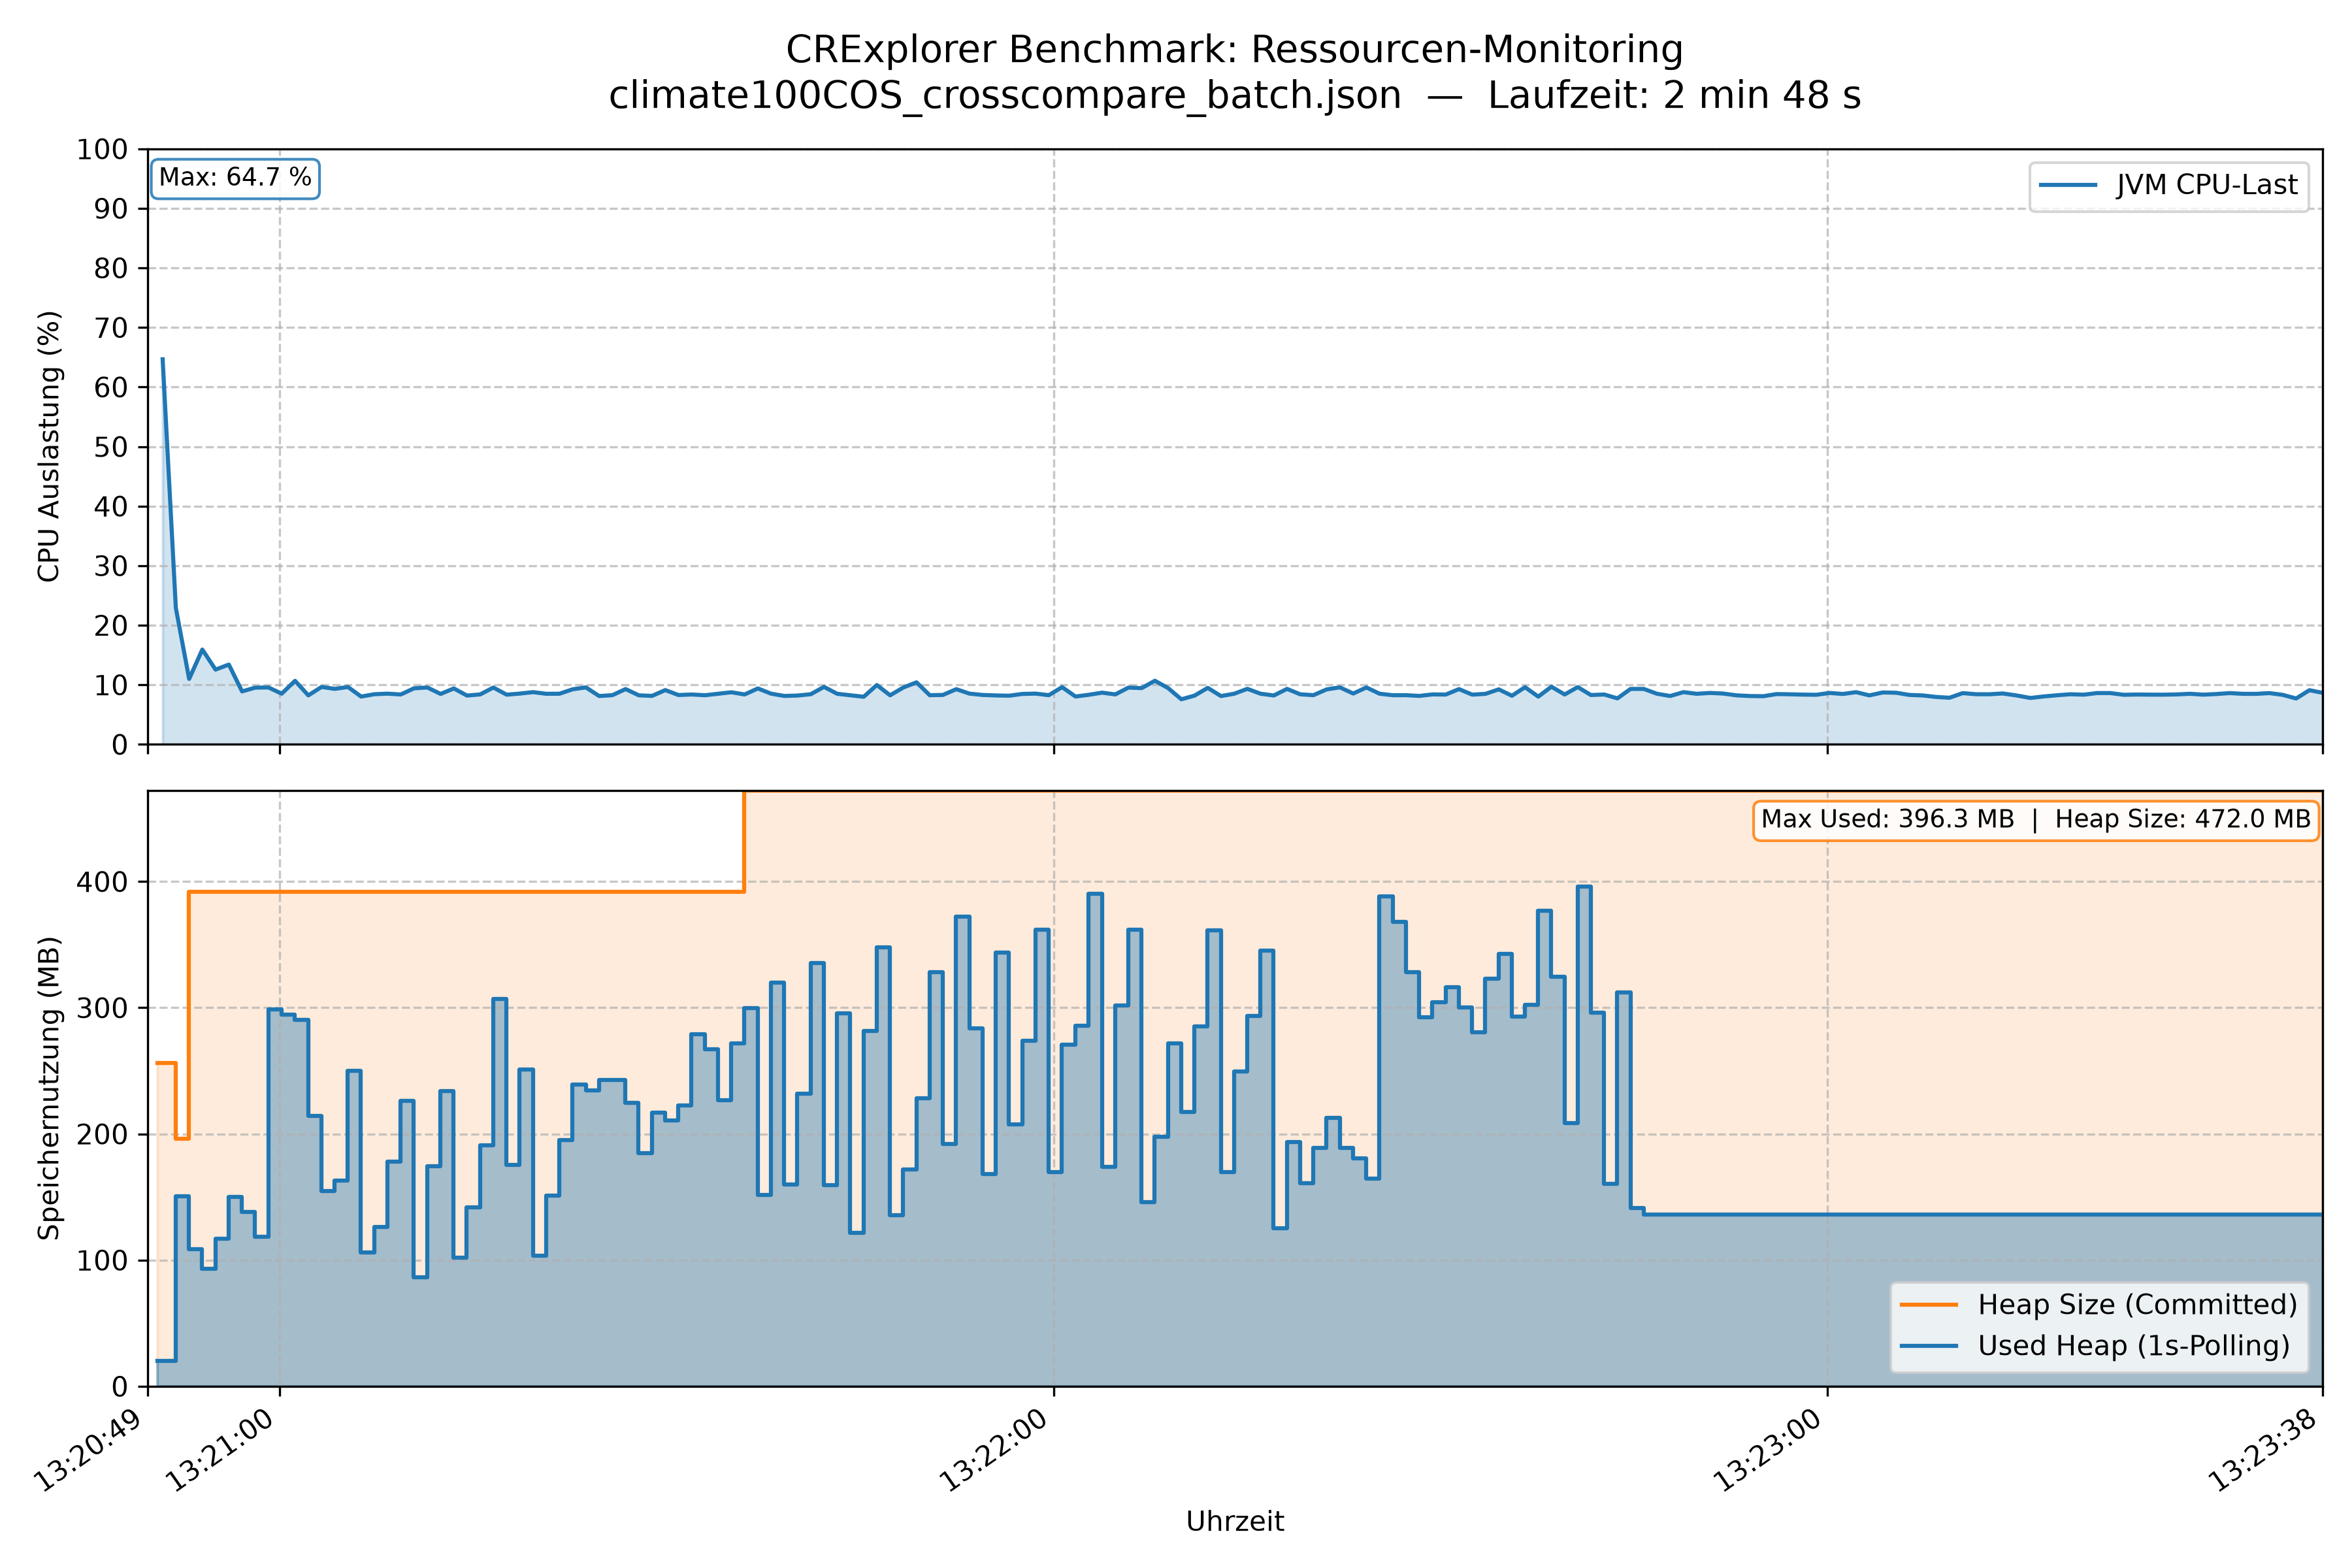 CRExplorer Benchmark: Ressourcen-Monitoring
climate100COS_crosscompare_batch.json — Laufzeit: 2 min 48 s
100
90
80
70
60
50
40
30
20
10
0
CPU Auslastung (%)
Max: 64.7 %
JVM CPU-Last
400
300
200
100
0
Speichernutzung (MB)
Max Used: 396.3 MB | Heap Size: 472.0 MB
Heap Size (Committed)
Used Heap (1s-Polling)
13:20:49
13:21:00
13:22:00
13:23:00
13:23:38
Uhrzeit